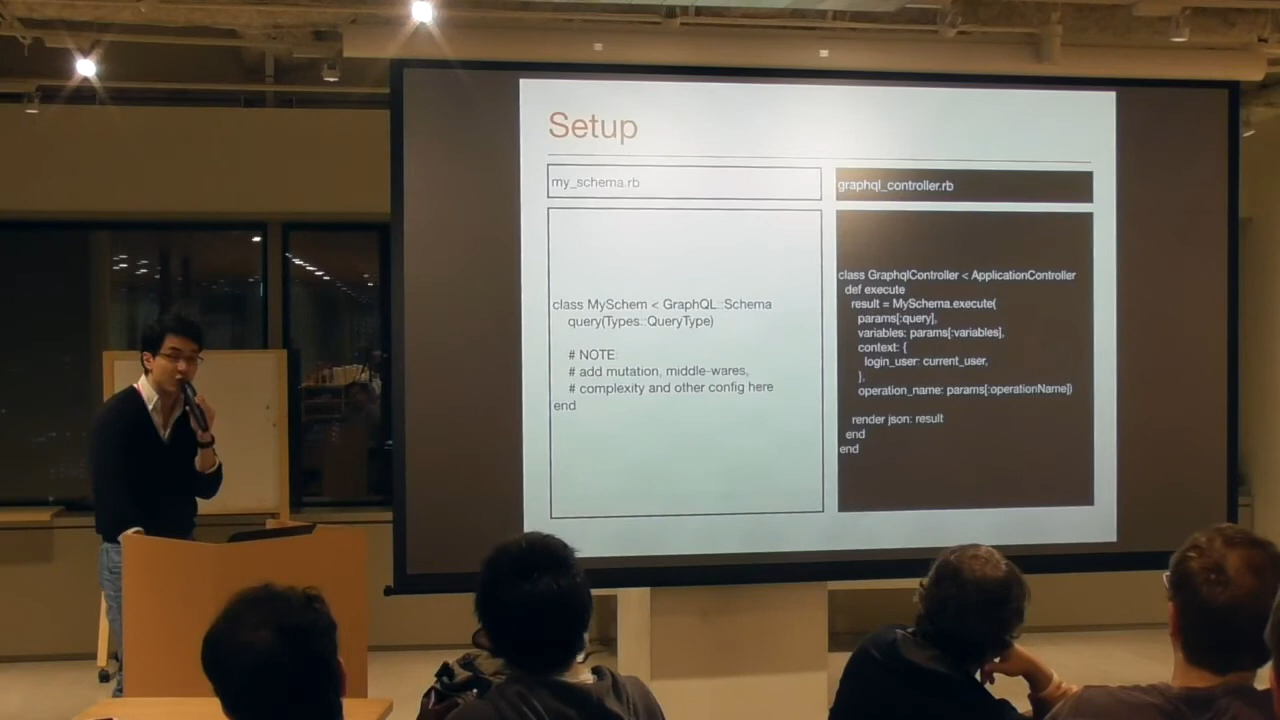 Setup
my_schema.rb
class MySchem < GraphQL::Schema
query(Types::QueryType)
# NOTE:
# add mutation, middle-wares,
# complexity and other config here
end
graphql_controller.rb
class GraphqlController < ApplicationController
def execute
result = MySchema.execute(
params[:query],
variables: params[:variables],
context: {
login_user: current_user,
},
operation_name: params[:operationName])
render json: result
end
end